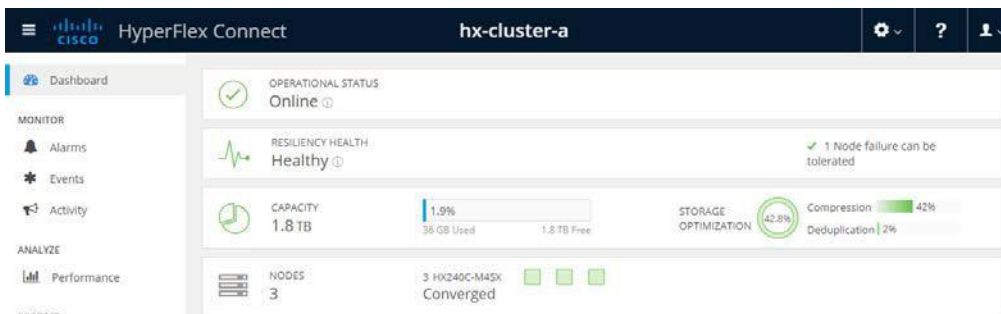 CISCO HyperFlex Connect hx-cluster-a ?
Dashboard
MONITOR
Alarms
Events
Activity
ANALYZE
Performance
OPERATIONAL STATUS
Online
RESILIENCY HEALTH
Healthy
✓ 1 Node failure can be
tolerated
CAPACITY
1.8 TB
1.9%
36 GB Used 1.8 TB Free
STORAGE
OPTIMIZATION
42.8%
Compression 42%
Deduplication 2%
NODES
3
3 HX240C-M4SX
Converged